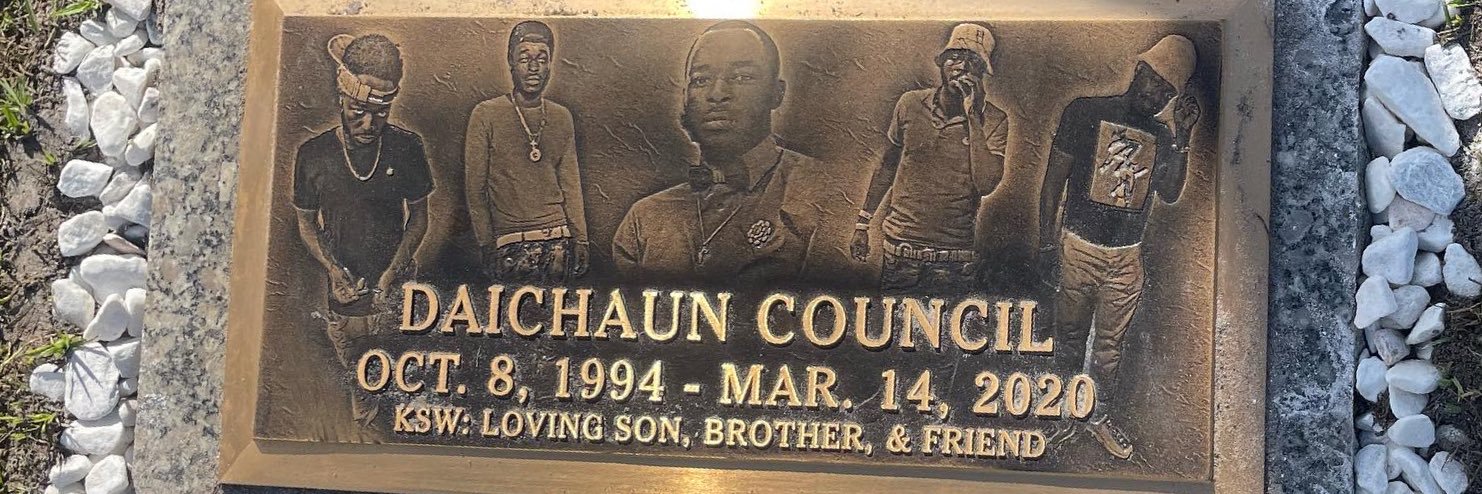 DAICHAUN COUNCIL
OCT. 8, 1994 - MAR. 14, 2020
KSW: LOVING SON, BROTHER, & FRIEND